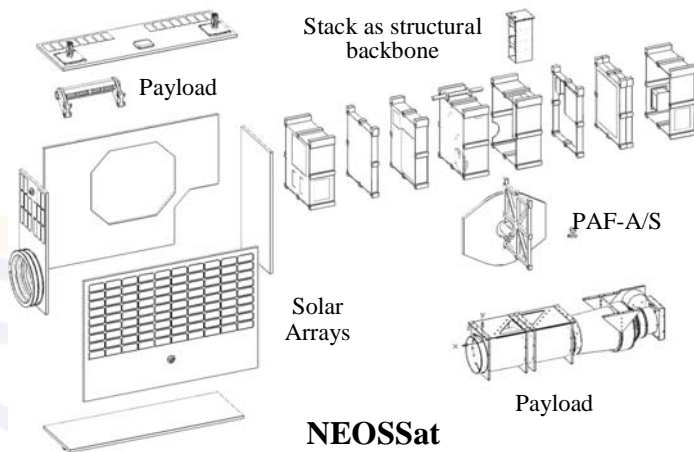 Stack as structural
backbone
Payload
PAF-A/S
Solar
Arrays
Payload
NEOSSat